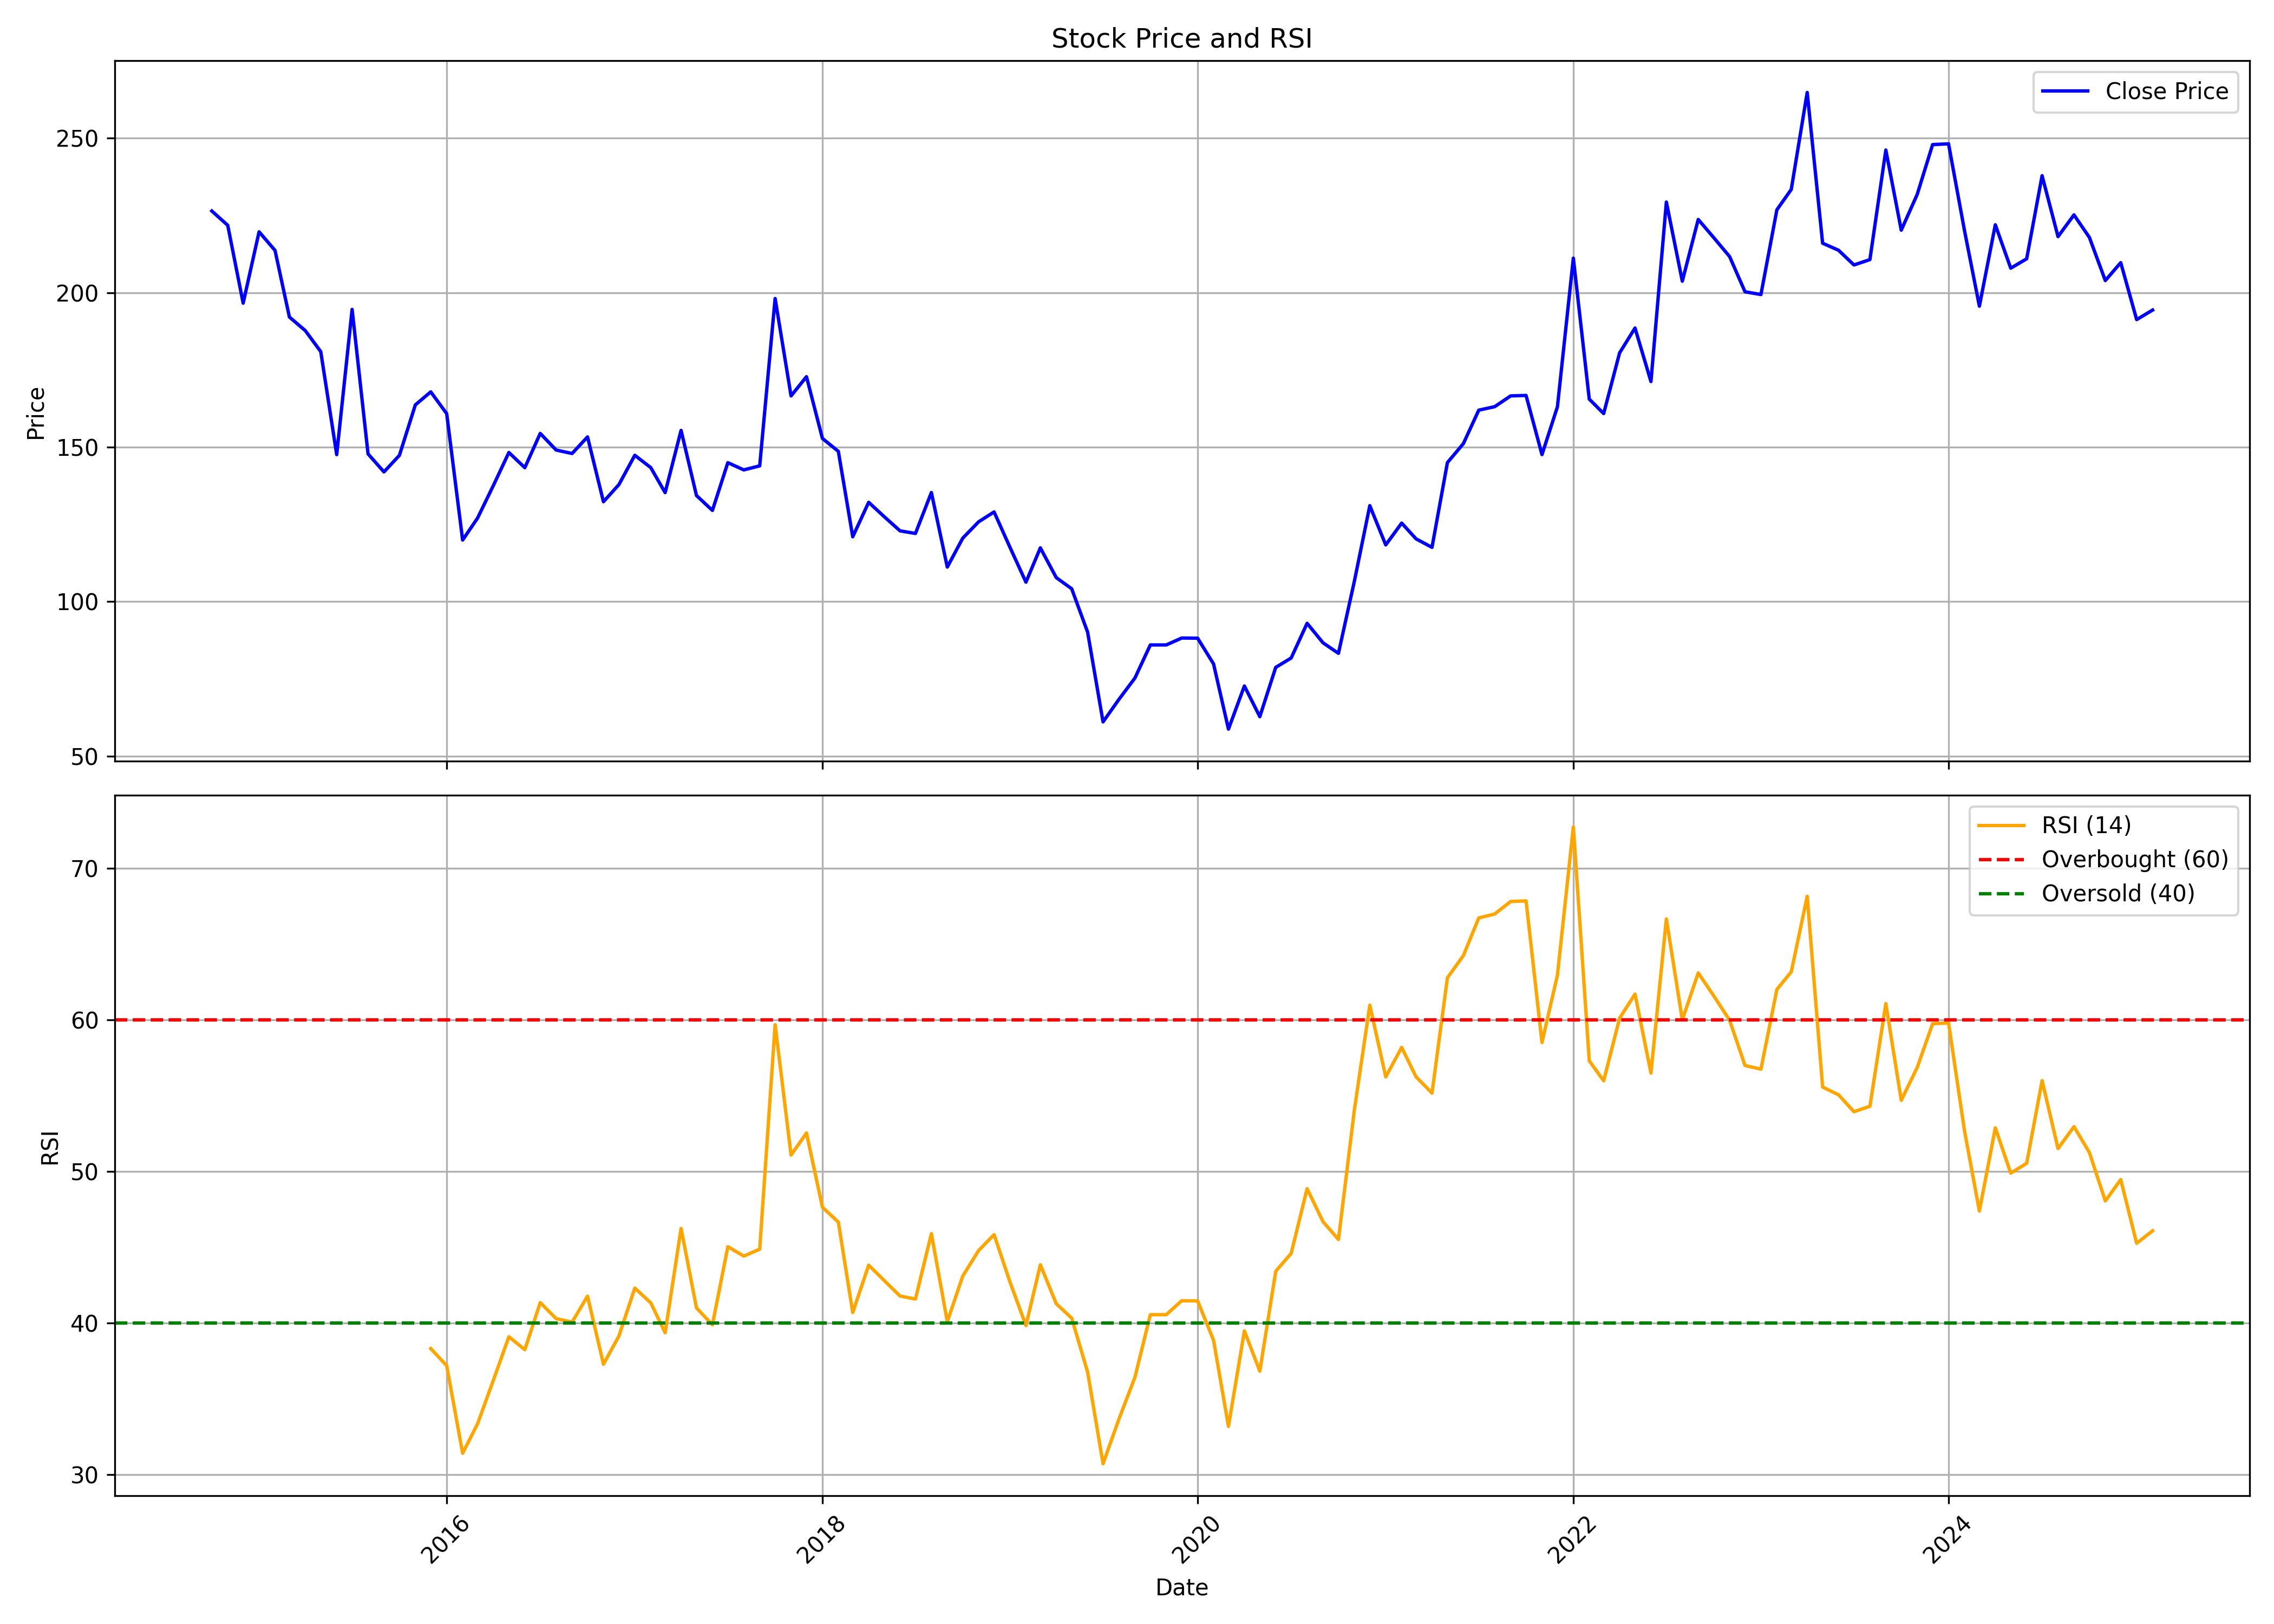 Stock Price and RSI
Close Price
250
200
150
100
50
Price
RSI (14)
Overbought (60)
Oversold (40)
70
60
50
40
30
RSI
2016
2018
2020
2022
2024
Date